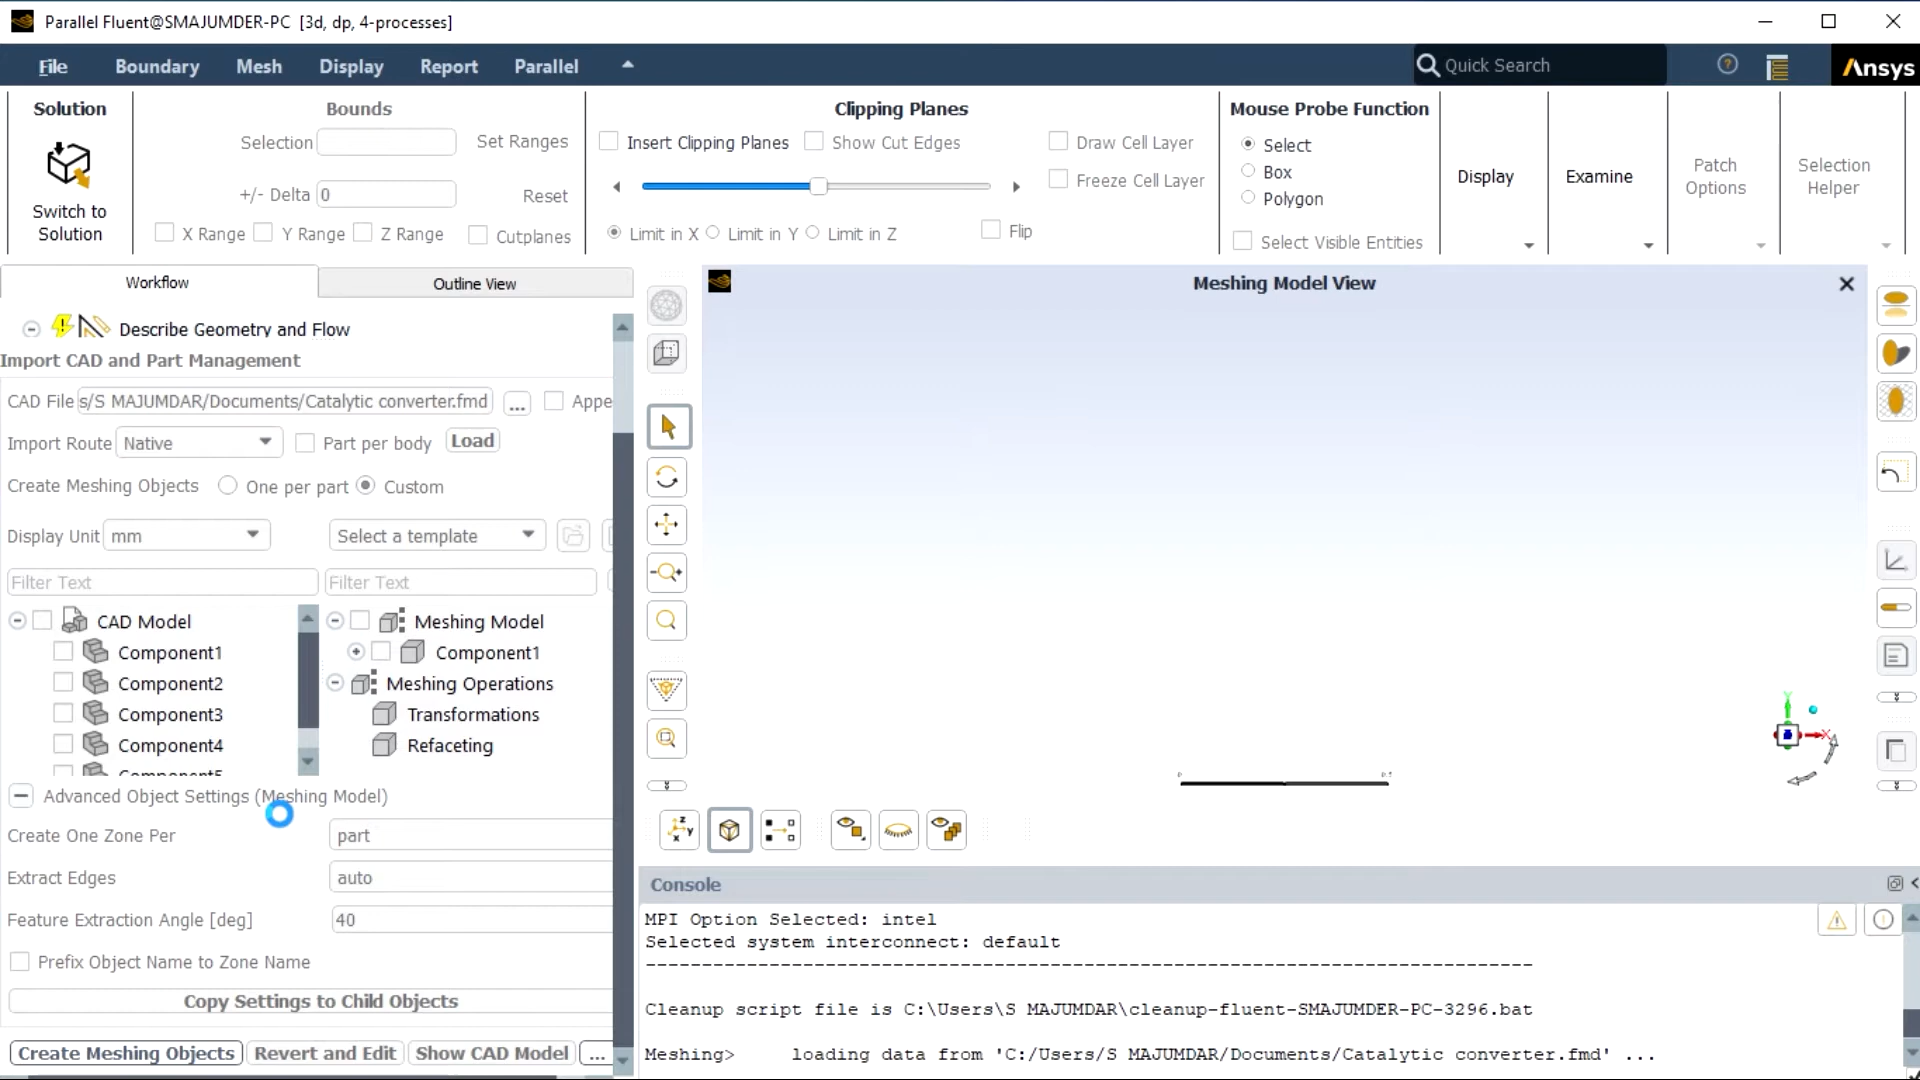 Parallel Fluent@SMAJUMDER-PC [3d, dp, 4-processes]
File Boundary Mesh Display Report Parallel
Quick Search
Ansys
Solution
Switch to
Solution
Bounds
Selection
Set Ranges
+/- Delta 0
Reset
X Range Y Range Z Range Cutplanes
Clipping Planes
Insert Clipping Planes Show Cut Edges Draw Cell Layer
Freeze Cell Layer
Limit in X Limit in Y Limit in Z Flip
Mouse Probe Function
Select
Box
Polygon
Select Visible Entities
Display
Examine
Patch
Options
Selection
Helper
Workflow
Outline View
Describe Geometry and Flow
Import CAD and Part Management
CAD File s/S MAJUMDAR/Documents/Catalytic converter.fmd ... Appe
Import Route Native Part per body Load
Create Meshing Objects One per part Custom
Display Unit mm Select a template
Filter Text Filter Text
CAD Model
Component1
Component2
Component3
Component4
Component5
Meshing Model
Component1
Meshing Operations
Transformations
Refaceting
Advanced Object Settings (Meshing Model)
Create One Zone Per part
Extract Edges auto
Feature Extraction Angle [deg] 40
Prefix Object Name to Zone Name
Copy Settings to Child Objects
Create Meshing Objects Revert and Edit Show CAD Model ...
Meshing Model View
Y
X
0 0.5
z
y
x
Console
MPI Option Selected: intel
Selected system interconnect: default
--------------------------------------------------------------------------------
Cleanup script file is C:\Users\S MAJUMDAR\cleanup-fluent-SMAJUMDER-PC-3296.bat
Meshing> loading data from 'C:/Users/S MAJUMDAR/Documents/Catalytic converter.fmd' ...